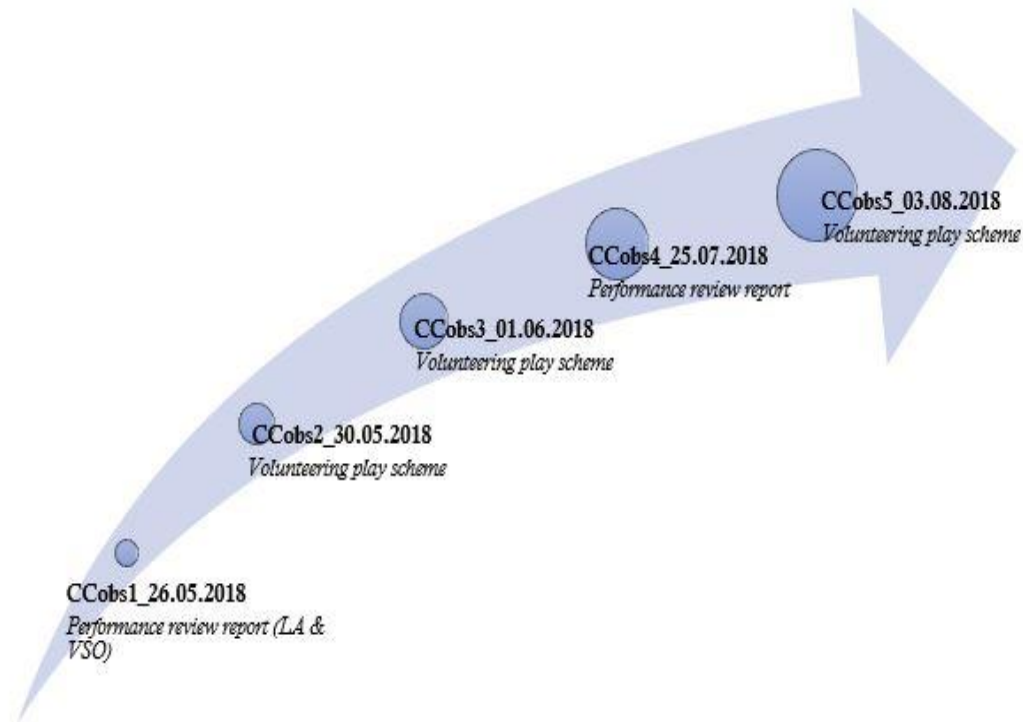 CCobs5_03.08.2018
Volunteering play scheme
CCobs4_25.07.2018
Performance review report
CCobs3_01.06.2018
Volunteering play scheme
CCobs2_30.05.2018
Volunteering play scheme
CCobs1_26.05.2018
Performance review report (LA &
VSO)